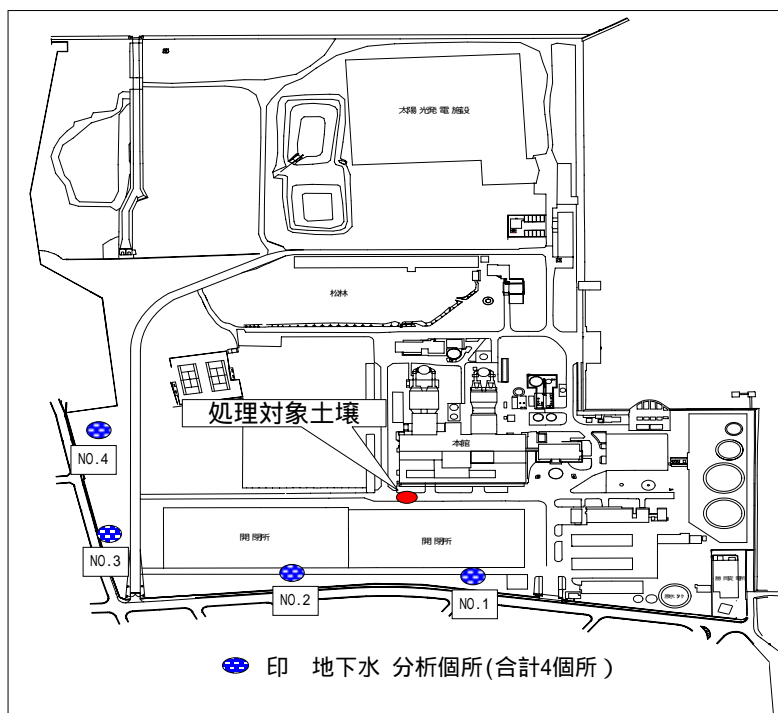 太陽光発電施設
松林
処理対象土壌
本館
NO.4
開閉所
開閉所
NO.3
NO.2
NO.1
印 地下水 分析個所(合計4個所)